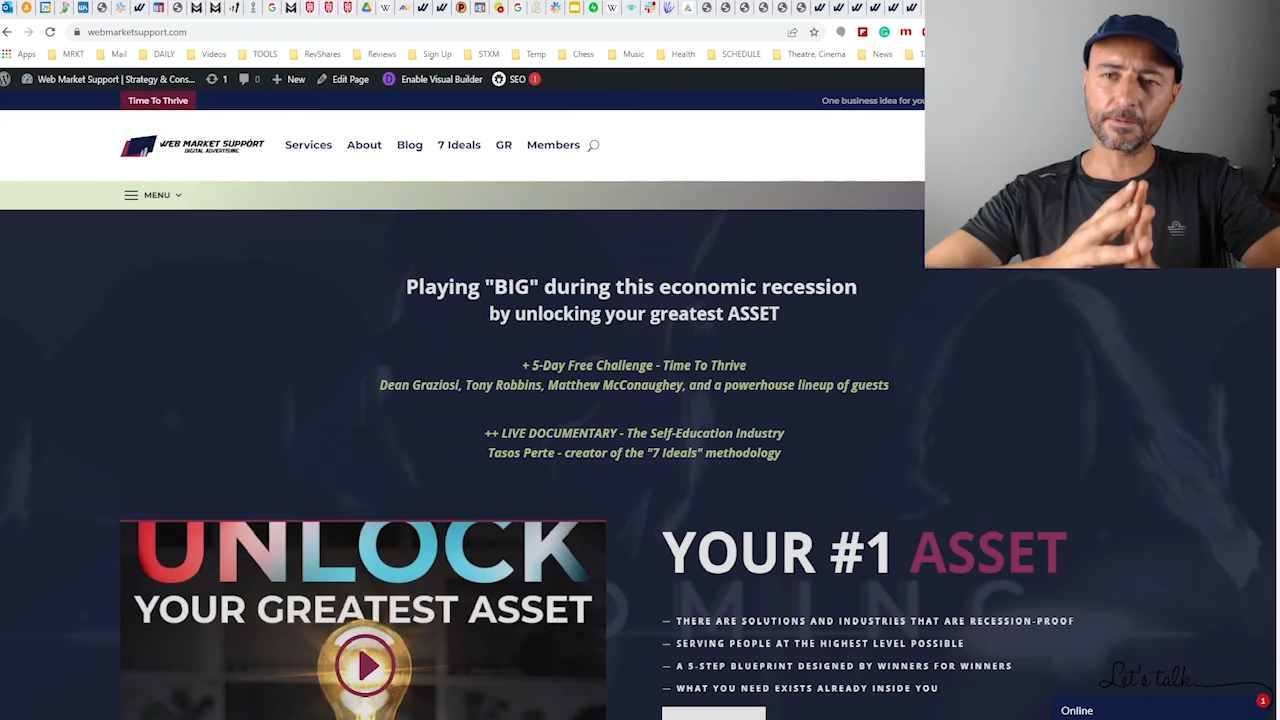 webmarketsupport.com
Apps MRKT Mail DAILY Videos TOOLS RevShares Reviews Sign Up STXM Temp Chess Music Health SCHEDULE Theatre, Cinema News
Web Market Support | Strategy & Cons... 1 0 New Edit Page Enable Visual Builder SEO !
Time To Thrive
One business idea for you
WEB MARKET SUPPORT
DIGITAL ADVERTISING
Services About Blog 7 Ideals GR Members
MENU
Playing "BIG" during this economic recession
by unlocking your greatest ASSET
+ 5-Day Free Challenge - Time To Thrive
Dean Graziosi, Tony Robbins, Matthew McConaughey, and a powerhouse lineup of guests
++ LIVE DOCUMENTARY - The Self-Education Industry
Tasos Perte - creator of the "7 Ideals" methodology
UNLOCK
YOUR GREATEST ASSET
YOUR #1 ASSET
— THERE ARE SOLUTIONS AND INDUSTRIES THAT ARE RECESSION-PROOF
— SERVING PEOPLE AT THE HIGHEST LEVEL POSSIBLE
— A 5-STEP BLUEPRINT DESIGNED BY WINNERS FOR WINNERS
— WHAT YOU NEED EXISTS ALREADY INSIDE YOU
Let's talk...
Online
1